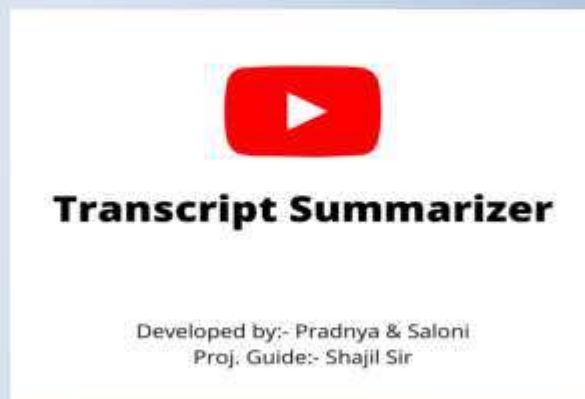 Transcript Summarizer
Developed by:- Pradnya & Saloni
Proj. Guide:- Shajil Sir